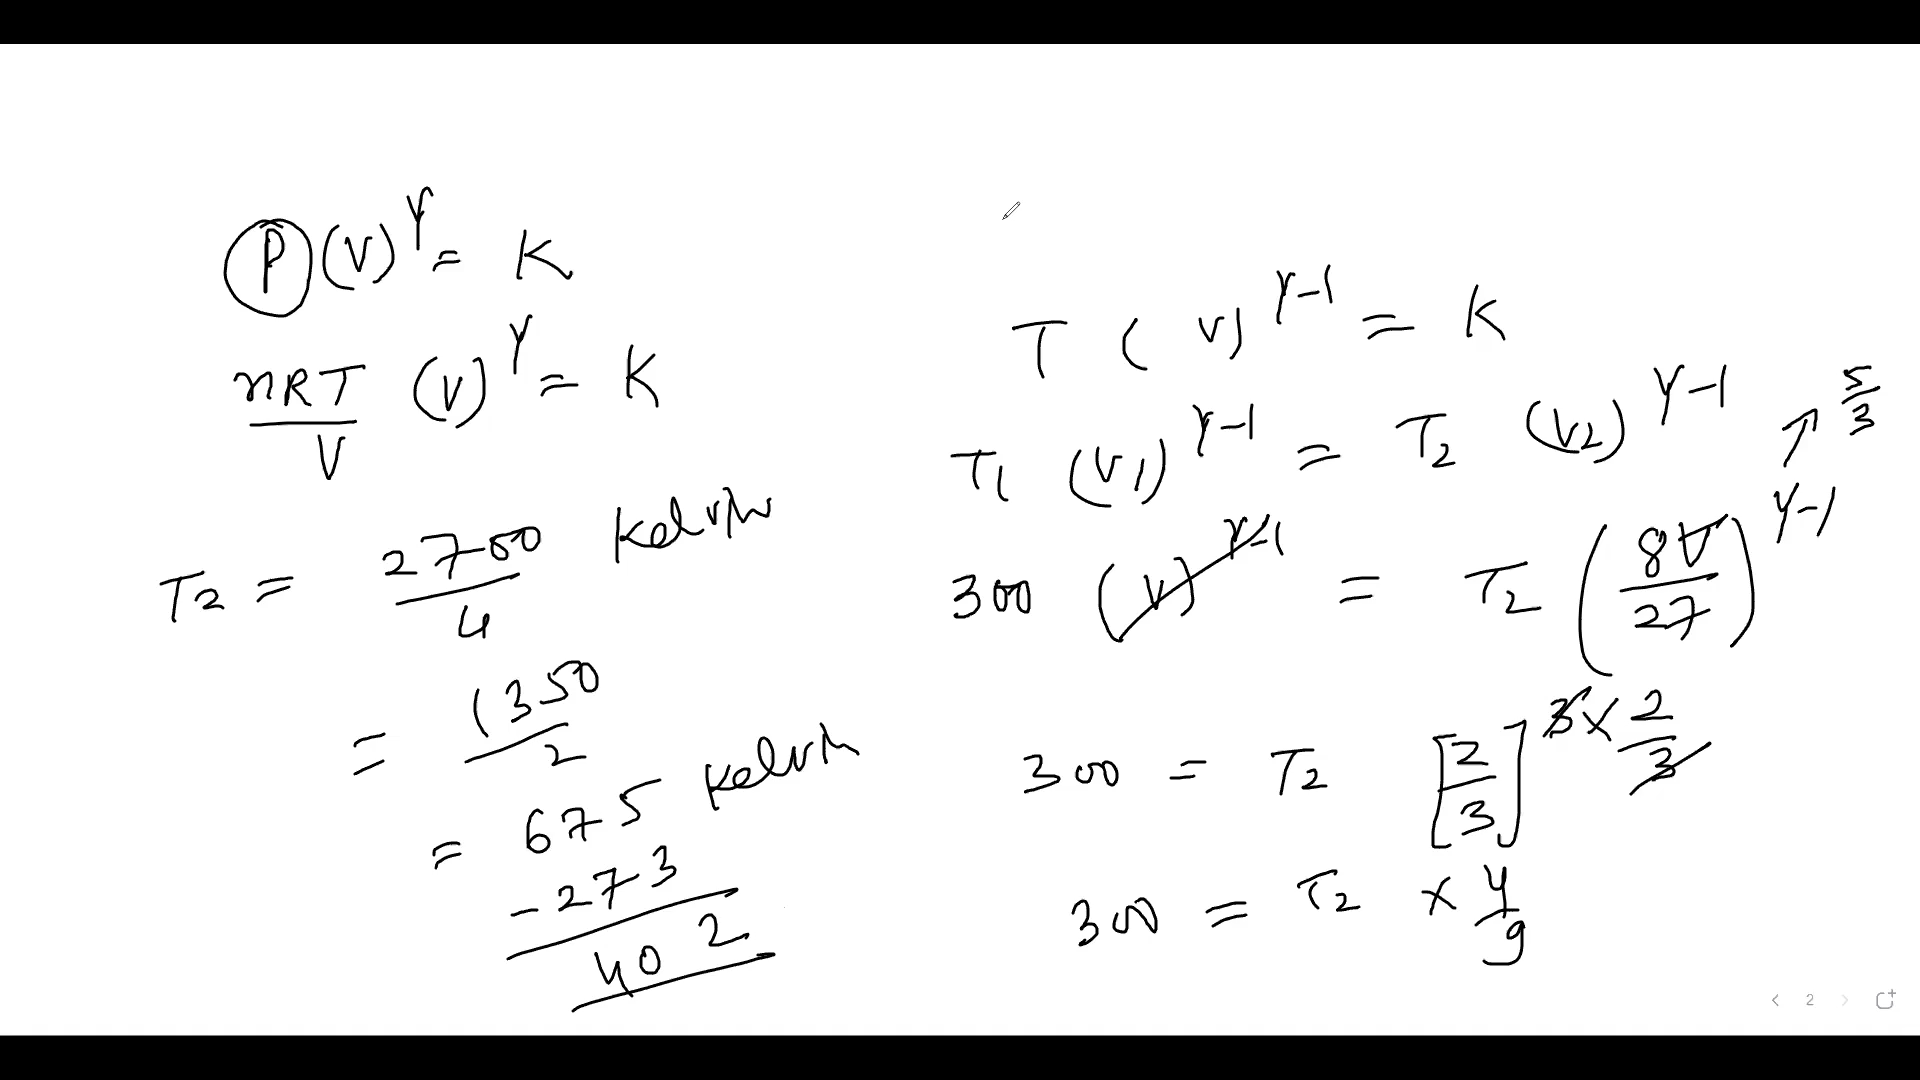 P (V)^γ = K
nRT/V (V)^γ = K
T2 = 2700/4 Kelvin
= 1350/2
= 675 Kelvin
- 273
402
T (V)^γ-1 = K
T1 (V1)^γ-1 = T2 (V2)^γ-1
5/3
300 (V)^γ-1 = T2 (8V/27)^γ-1
300 = T2 [2/3]^3×2/3
300 = T2 × 4/9
2